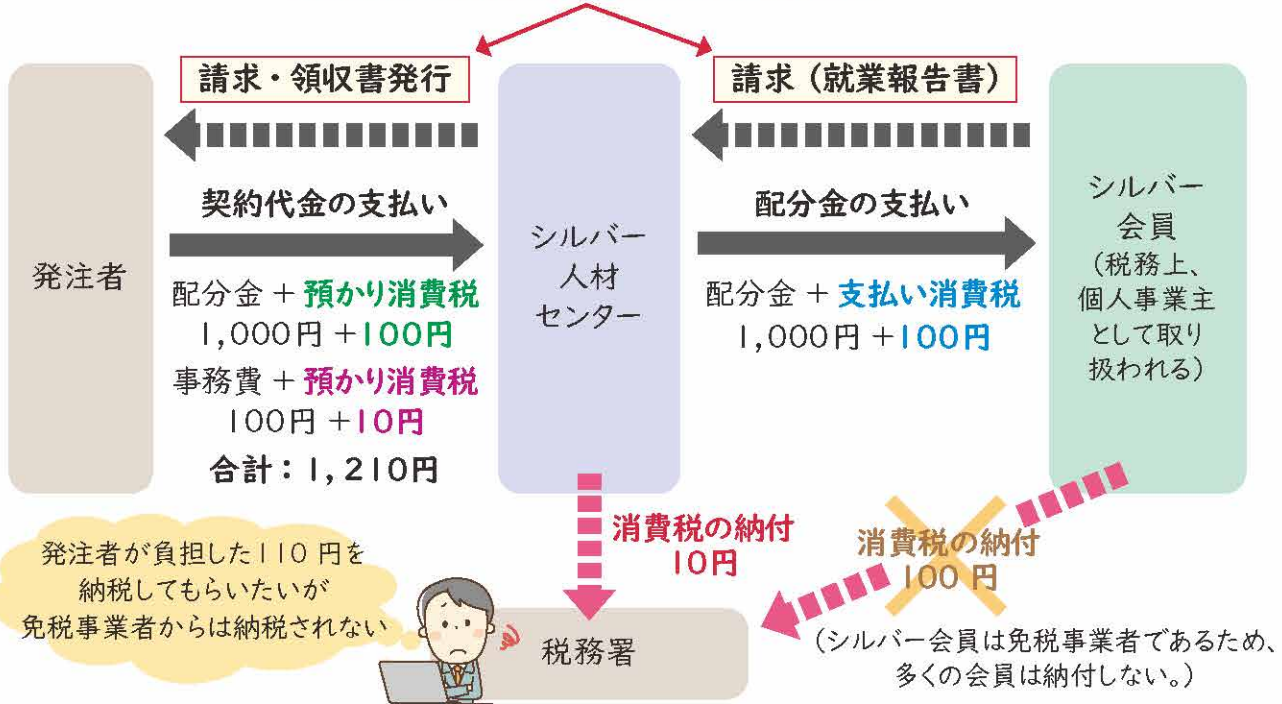 請求・領収書発行
請求（就業報告書）
発注者
契約代金の支払い
配分金 + 預かり消費税
1,000円 +100円
事務費 + 預かり消費税
100円 +10円
合計：1,210円
シルバー
人材
センター
配分金の支払い
配分金 + 支払い消費税
1,000円 +100円
シルバー
会員
（税務上、
個人事業主
として取り
扱われる）
発注者が負担した110円を
納税してもらいたいが
免税事業者からは納税されない
消費税の納付
10円
税務署
消費税の納付
100円
（シルバー会員は免税事業者であるため、
多くの会員は納付しない。）